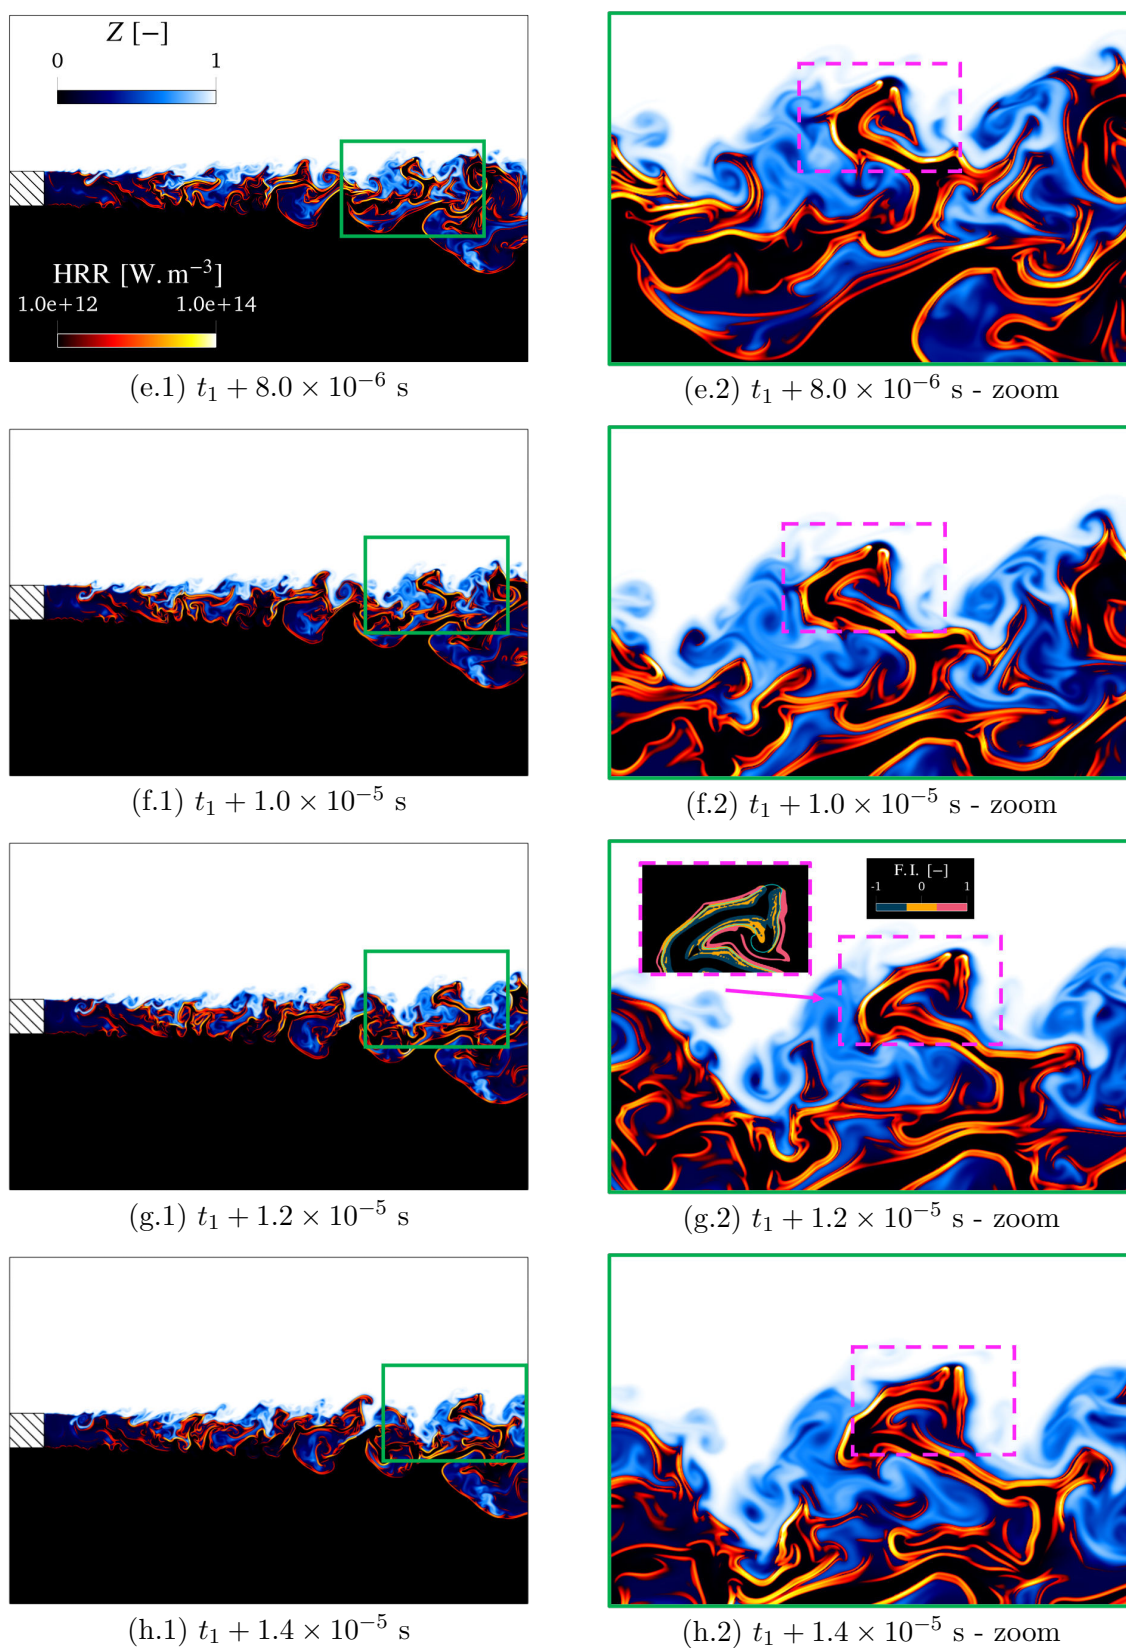 Z [−]
0 1
HRR [W. m⁻³]
1.0e+12 1.0e+14
(e.1) t₁ + 8.0 × 10⁻⁶ s
(e.2) t₁ + 8.0 × 10⁻⁶ s - zoom
(f.1) t₁ + 1.0 × 10⁻⁵ s
(f.2) t₁ + 1.0 × 10⁻⁵ s - zoom
F.I. [−]
-1 0 1
(g.1) t₁ + 1.2 × 10⁻⁵ s
(g.2) t₁ + 1.2 × 10⁻⁵ s - zoom
(h.1) t₁ + 1.4 × 10⁻⁵ s
(h.2) t₁ + 1.4 × 10⁻⁵ s - zoom